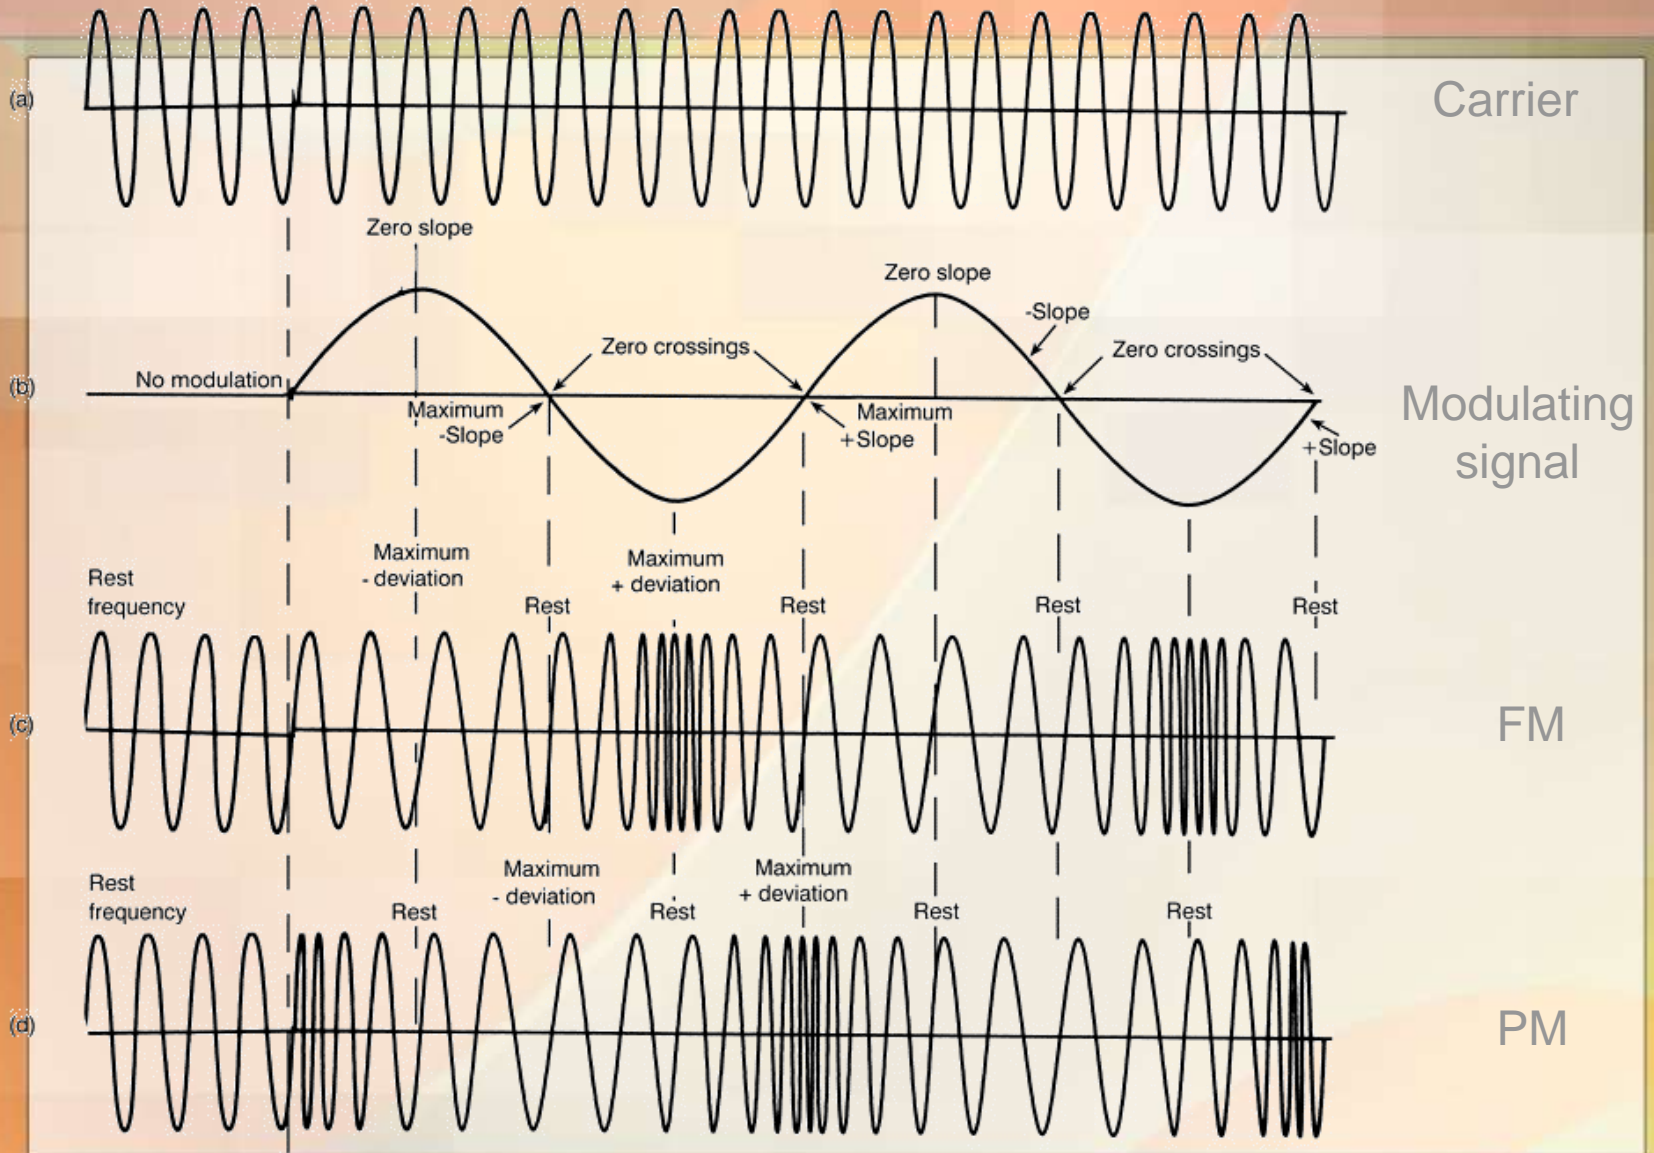 (a)
Carrier
Zero slope
Zero slope
-Slope
Zero crossings
Zero crossings
No modulation
(b)
Maximum
-Slope
Maximum
+Slope
+Slope
Modulating
signal
Maximum
- deviation
Maximum
+ deviation
Rest
frequency
Rest
Rest
Rest
Rest
(c)
FM
Maximum
- deviation
Maximum
+ deviation
Rest
frequency
Rest
Rest
Rest
Rest
(d)
PM